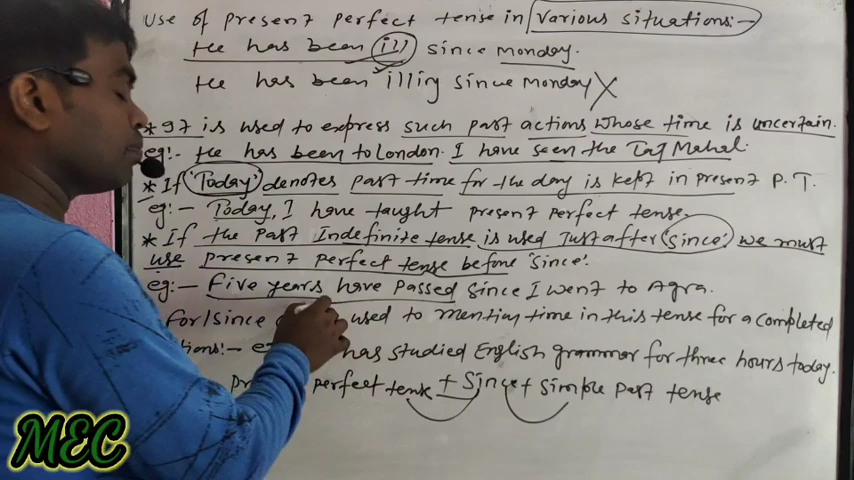 Use of present perfect tense in various situations:-
He has been ill since monday.
He has been illing since Monday X
* It is used to express such past actions whose time is uncertain.
eg:- He has been to London. I have seen the Taj Mahal.
* If 'Today' denotes past time for the day is kept in present P.T.
eg:- Today, I have taught present perfect tense.
* If the past Indefinite tense is used Just after 'since' we must
use present perfect tense before 'since'.
eg:- Five years have passed since I went to Agra.
For/since used to mention time in this tense for a completed
tions:- e has studied English grammar for three hours today.
perfect tense + Since + simple past tense
MEC